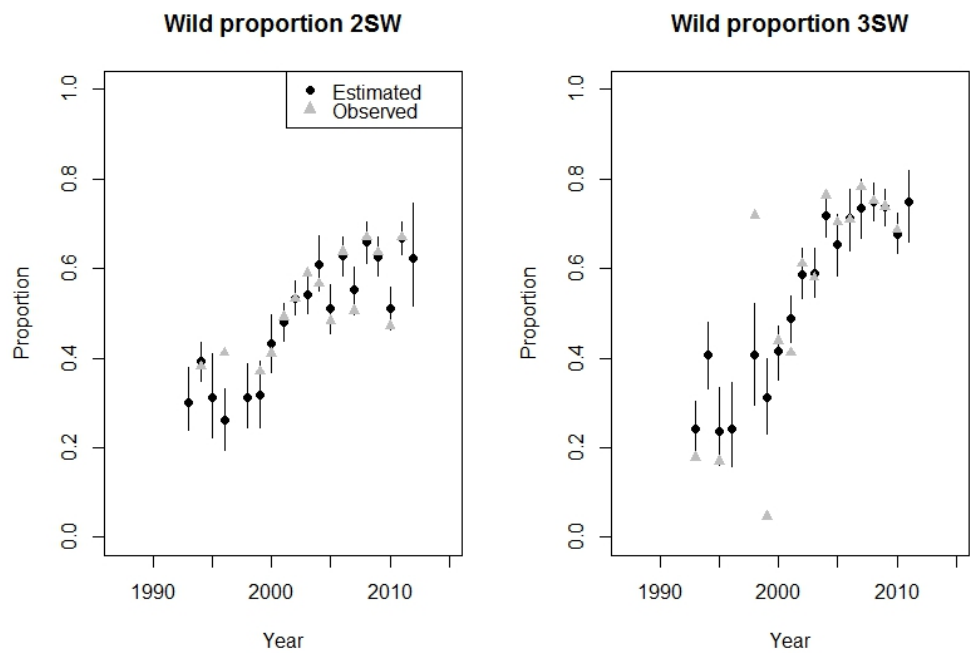 Wild proportion 2SW
Proportion
1.0
0.8
0.6
0.4
0.2
0.0
Estimated
Observed
1990
2000
2010
Year
Wild proportion 3SW
Proportion
1.0
0.8
0.6
0.4
0.2
0.0
1990
2000
2010
Year